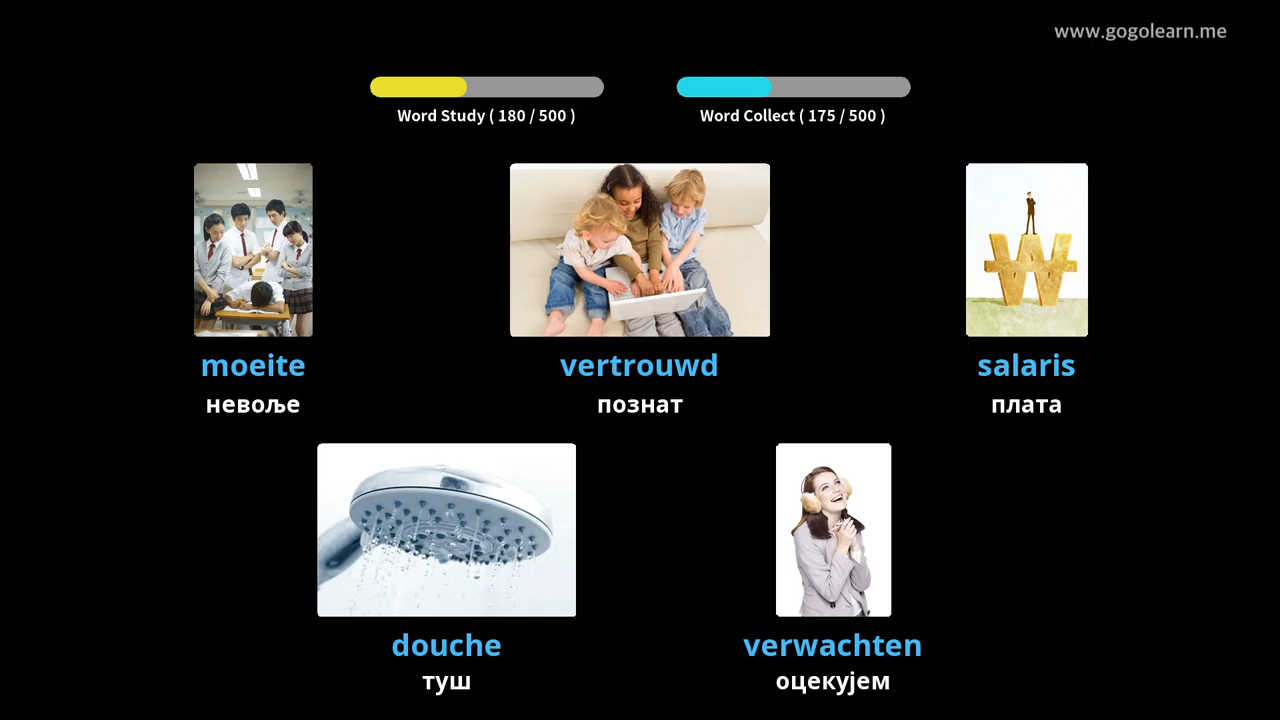 www.gogolearn.me
Word Study ( 180 / 500 )
Word Collect ( 175 / 500 )
moeite
vertrouwd
salaris
невоље
познат
плата
douche
verwachten
туш
оцекујем